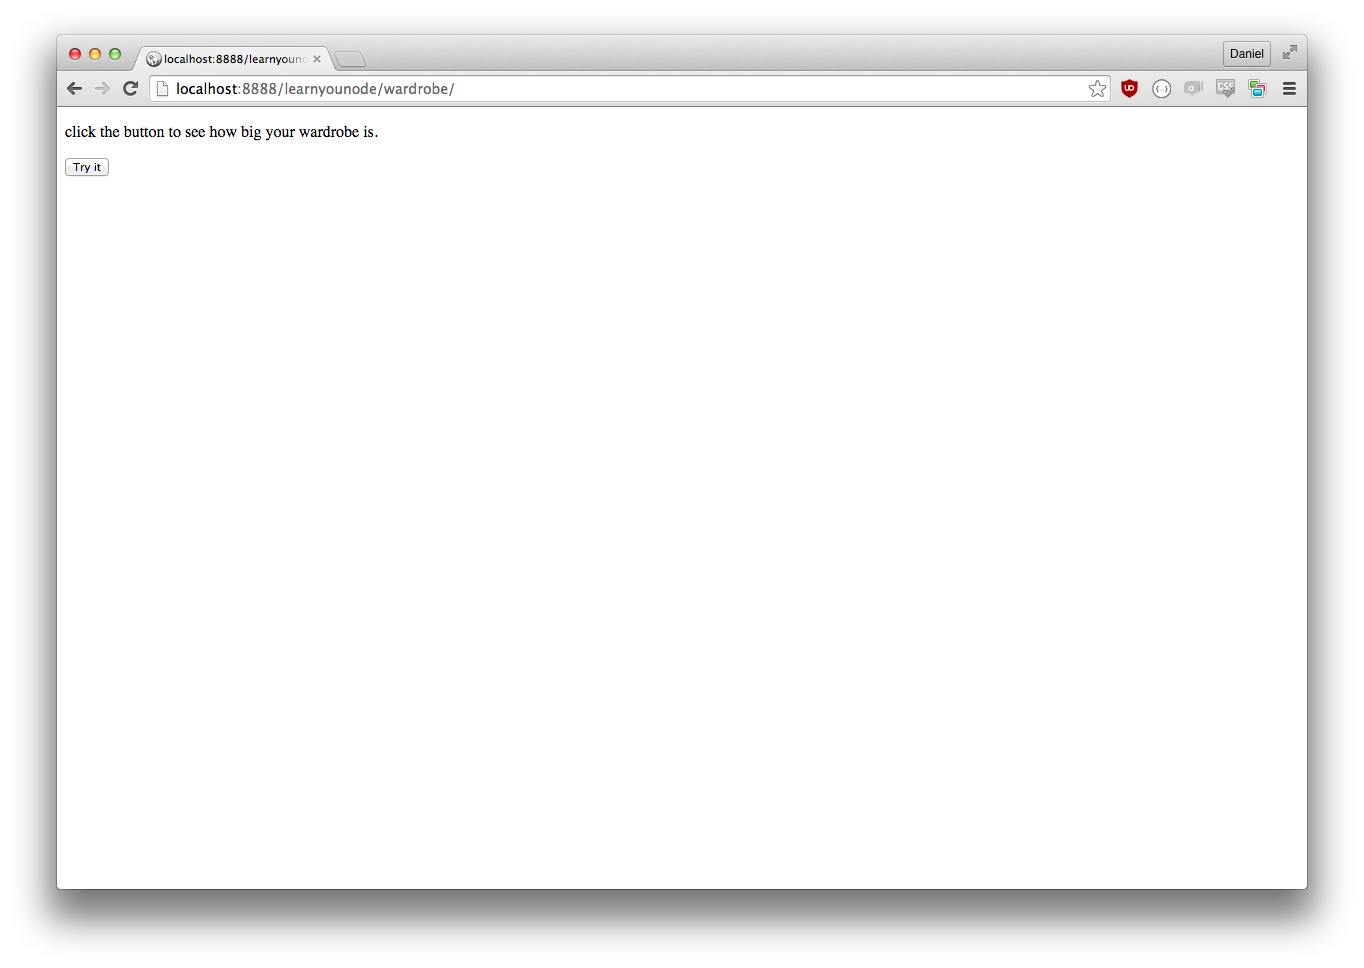 localhost:8888/learnyoun
Daniel
localhost:8888/learnyounode/wardrobe/
click the button to see how big your wardrobe is.
Try it